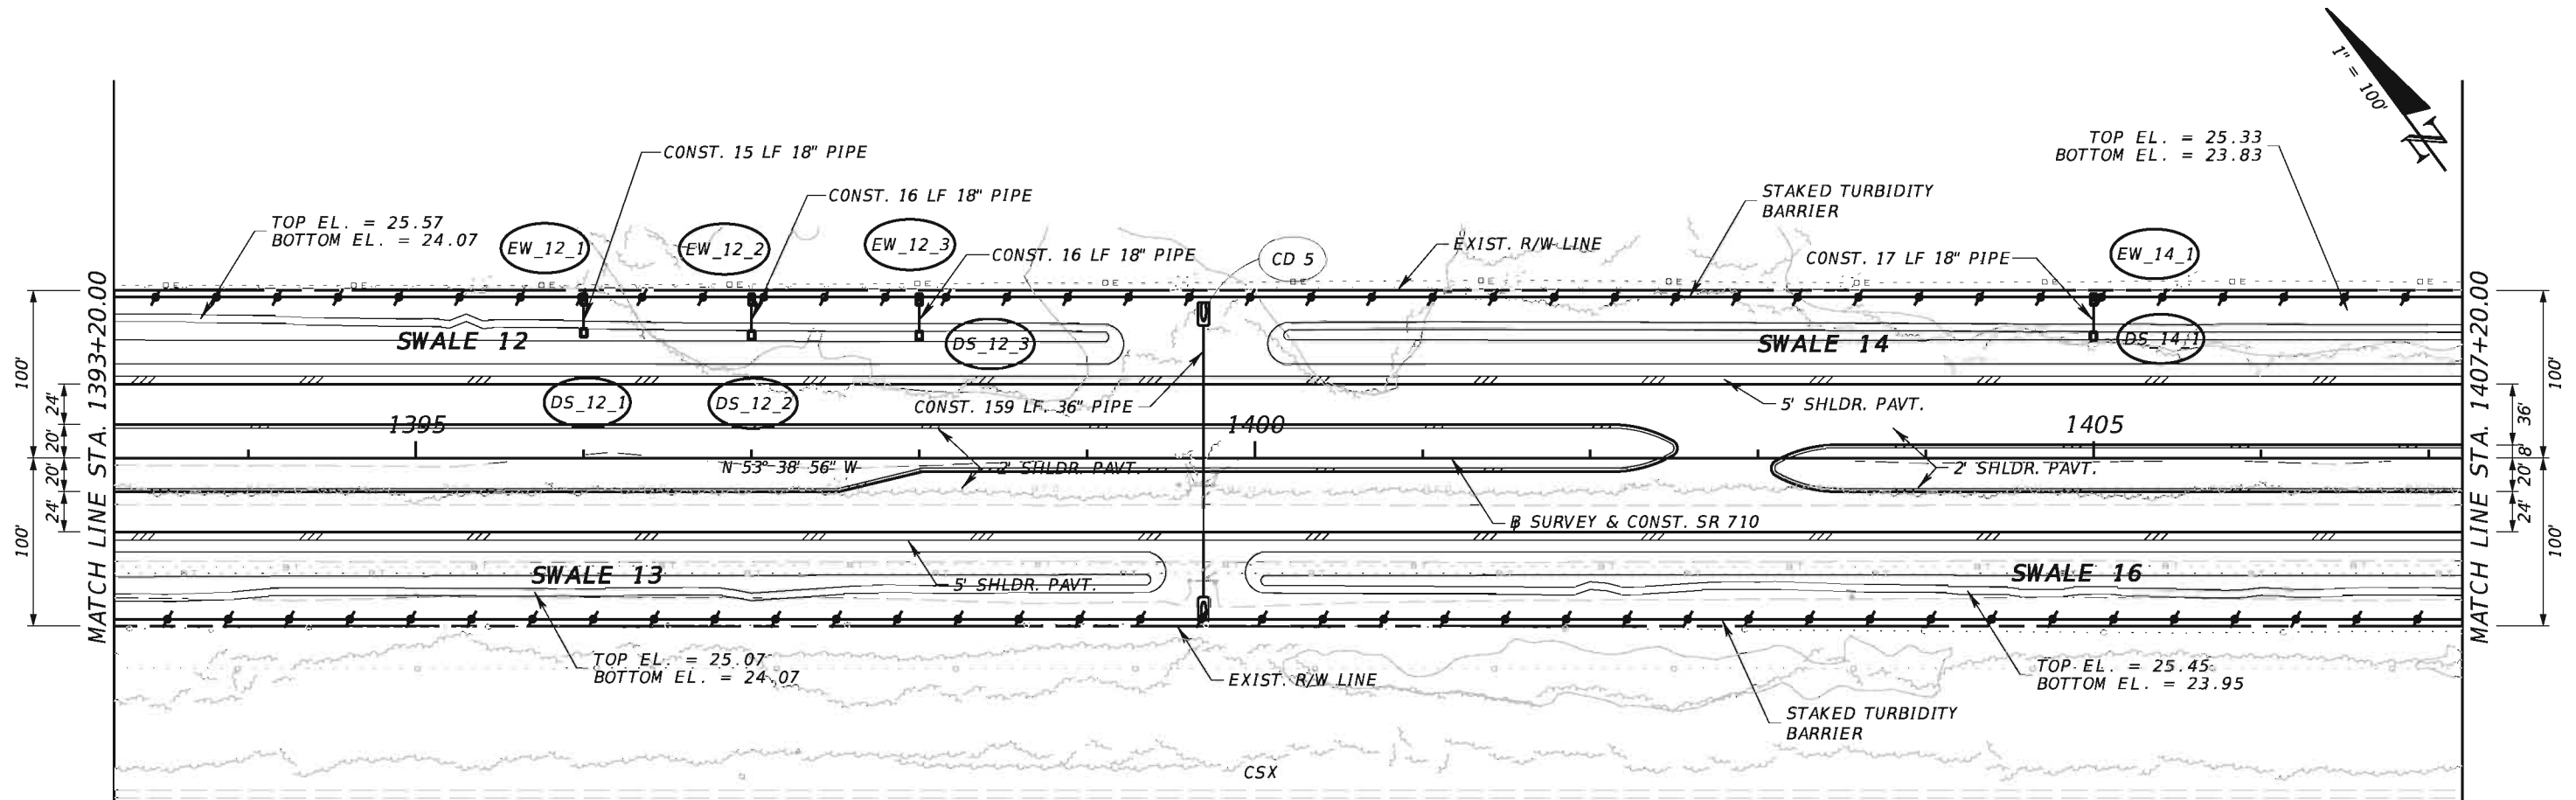 1" = 100'
N
CONST. 15 LF 18" PIPE
CONST. 16 LF 18" PIPE
TOP EL. = 25.33
BOTTOM EL. = 23.83
STAKED TURBIDITY
BARRIER
TOP EL. = 25.57
BOTTOM EL. = 24.07
EW_12_1
EW_12_2
EW_12_3
CONST. 16 LF 18" PIPE
CD 5
EXIST. R/W LINE
CONST. 17 LF 18" PIPE
EW_14_1
MATCH LINE STA. 1393+20.00
MATCH LINE STA. 1407+20.00
SWALE 12
DS_12_3
SWALE 14
DS_14_1
100'
24'
20'
20'
24'
100'
DS_12_1
DS_12_2
CONST. 159 LF. 36" PIPE
5' SHLDR. PAVT.
1395
1400
1405
100'
36'
8'
20'
24'
100'
N 53° 38' 56" W
2' SHLDR. PAVT.
2' SHLDR. PAVT.
B SURVEY & CONST. SR 710
SWALE 13
5' SHLDR. PAVT.
SWALE 16
TOP EL. = 25.07
BOTTOM EL. = 24.07
EXIST. R/W LINE
TOP EL. = 25.45
BOTTOM EL. = 23.95
STAKED TURBIDITY
BARRIER
CSX